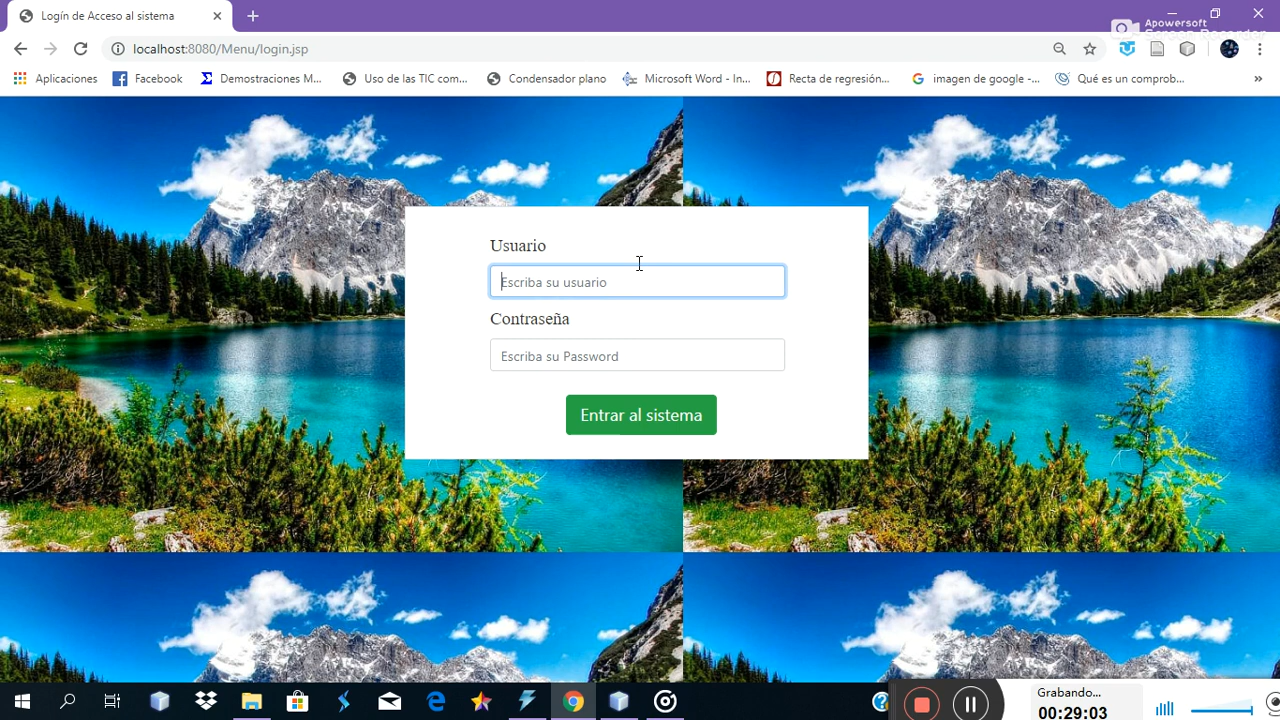 Logín de Acceso al sistema
Apowersoft
Screen Recorder
localhost:8080/Menu/login.jsp
Aplicaciones
Facebook
Demostraciones M...
Uso de las TIC com...
Condensador plano
Microsoft Word - In...
Recta de regresión...
imagen de google -...
Qué es un comprob...
»
Usuario
Escriba su usuario
Contraseña
Escriba su Password
Entrar al sistema
Grabando...
00:29:03